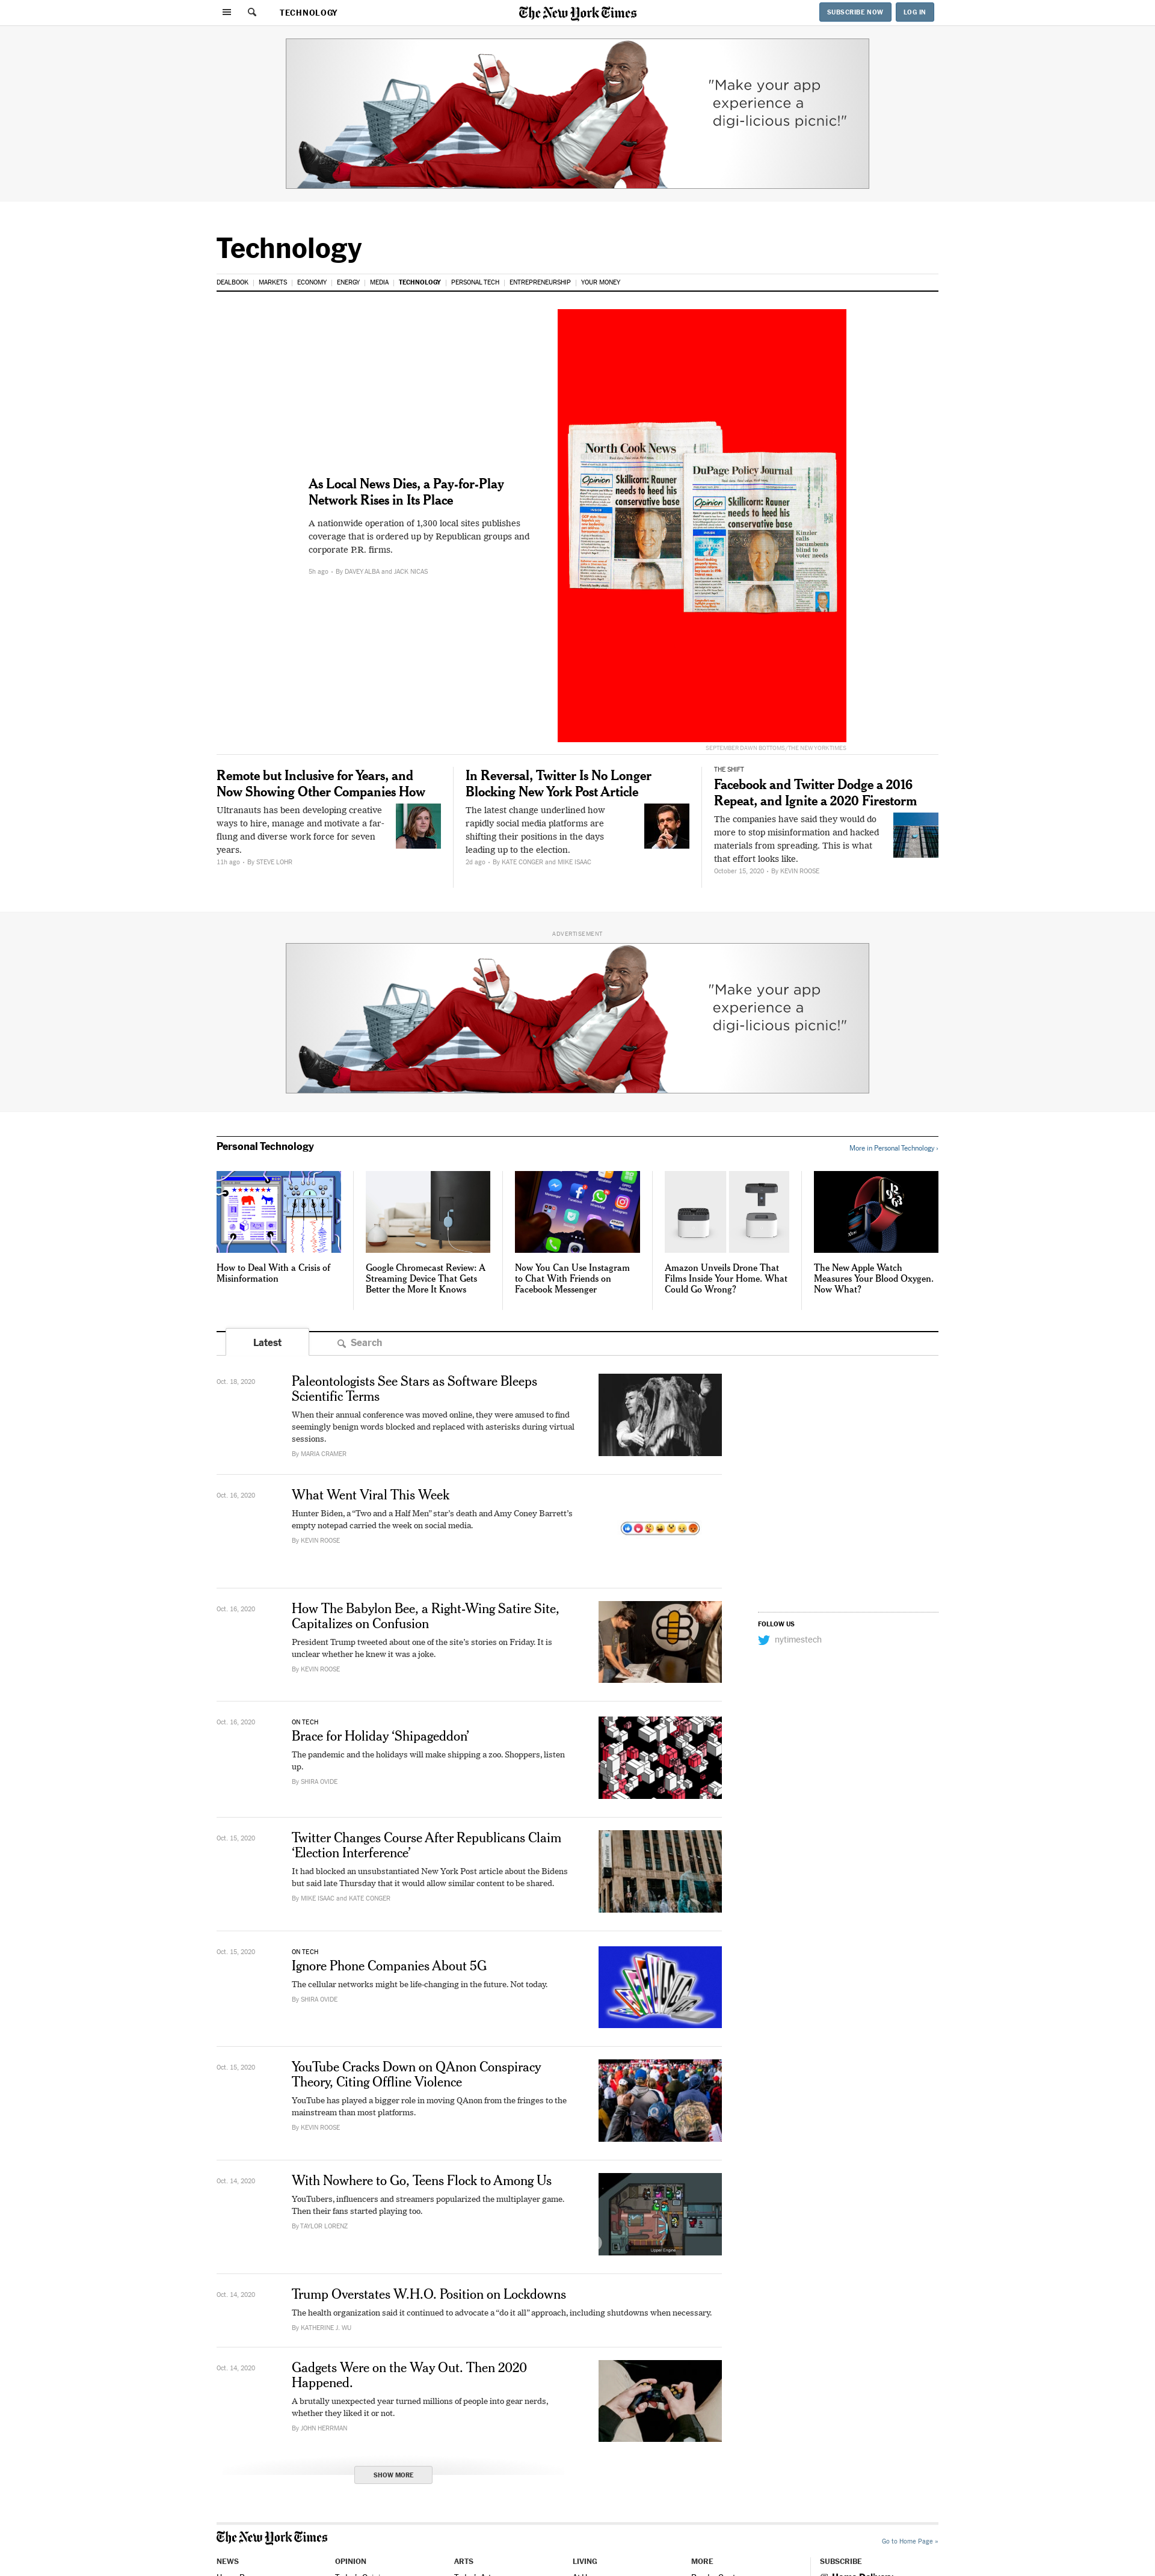 TECHNOLOGY
The New York Times
SUBSCRIBE NOW
LOG IN
"Make your app
experience a
digi-licious picnic!"
Technology
DEALBOOK | MARKETS | ECONOMY | ENERGY | MEDIA | TECHNOLOGY | PERSONAL TECH | ENTREPRENEURSHIP | YOUR MONEY
As Local News Dies, a Pay-for-Play
Network Rises in Its Place
A nationwide operation of 1,300 local sites publishes
coverage that is ordered up by Republican groups and
corporate P.R. firms.
5h ago • By DAVEY ALBA and JACK NICAS
North Cook News
Opinion
Skillicorn: Rauner
needs to heed his
conservative base
DuPage Policy Journal
Opinion
Skillicorn: Rauner
needs to heed his
conservative base
Kinzler
calls
incumbents
blind to
voter needs
SEPTEMBER DAWN BOTTOMS/THE NEW YORK TIMES
Remote but Inclusive for Years, and
Now Showing Other Companies How
Ultranauts has been developing creative
ways to hire, manage and motivate a far-
flung and diverse work force for seven
years.
11h ago • By STEVE LOHR
In Reversal, Twitter Is No Longer
Blocking New York Post Article
The latest change underlined how
rapidly social media platforms are
shifting their positions in the days
leading up to the election.
2d ago • By KATE CONGER and MIKE ISAAC
THE SHIFT
Facebook and Twitter Dodge a 2016
Repeat, and Ignite a 2020 Firestorm
The companies have said they would do
more to stop misinformation and hacked
materials from spreading. This is what
that effort looks like.
October 15, 2020 • By KEVIN ROOSE
ADVERTISEMENT
"Make your app
experience a
digi-licious picnic!"
Personal Technology
More in Personal Technology ›
How to Deal With a Crisis of
Misinformation
Google Chromecast Review: A
Streaming Device That Gets
Better the More It Knows
Now You Can Use Instagram
to Chat With Friends on
Facebook Messenger
Amazon Unveils Drone That
Films Inside Your Home. What
Could Go Wrong?
The New Apple Watch
Measures Your Blood Oxygen.
Now What?
Latest
Search
Oct. 18, 2020
Paleontologists See Stars as Software Bleeps
Scientific Terms
When their annual conference was moved online, they were amused to find
seemingly benign words blocked and replaced with asterisks during virtual
sessions.
By MARIA CRAMER
Oct. 16, 2020
What Went Viral This Week
Hunter Biden, a “Two and a Half Men” star’s death and Amy Coney Barrett’s
empty notepad carried the week on social media.
By KEVIN ROOSE
Oct. 16, 2020
How The Babylon Bee, a Right-Wing Satire Site,
Capitalizes on Confusion
President Trump tweeted about one of the site’s stories on Friday. It is
unclear whether he knew it was a joke.
By KEVIN ROOSE
FOLLOW US
nytimestech
Oct. 16, 2020
ON TECH
Brace for Holiday ‘Shipageddon’
The pandemic and the holidays will make shipping a zoo. Shoppers, listen
up.
By SHIRA OVIDE
Oct. 15, 2020
Twitter Changes Course After Republicans Claim
‘Election Interference’
It had blocked an unsubstantiated New York Post article about the Bidens
but said late Thursday that it would allow similar content to be shared.
By MIKE ISAAC and KATE CONGER
Oct. 15, 2020
ON TECH
Ignore Phone Companies About 5G
The cellular networks might be life-changing in the future. Not today.
By SHIRA OVIDE
Oct. 15, 2020
YouTube Cracks Down on QAnon Conspiracy
Theory, Citing Offline Violence
YouTube has played a bigger role in moving QAnon from the fringes to the
mainstream than most platforms.
By KEVIN ROOSE
Oct. 14, 2020
With Nowhere to Go, Teens Flock to Among Us
YouTubers, influencers and streamers popularized the multiplayer game.
Then their fans started playing too.
By TAYLOR LORENZ
Oct. 14, 2020
Trump Overstates W.H.O. Position on Lockdowns
The health organization said it continued to advocate a “do it all” approach, including shutdowns when necessary.
By KATHERINE J. WU
Oct. 14, 2020
Gadgets Were on the Way Out. Then 2020
Happened.
A brutally unexpected year turned millions of people into gear nerds,
whether they liked it or not.
By JOHN HERRMAN
SHOW MORE
The New York Times
Go to Home Page »
NEWS
OPINION
ARTS
LIVING
MORE
SUBSCRIBE